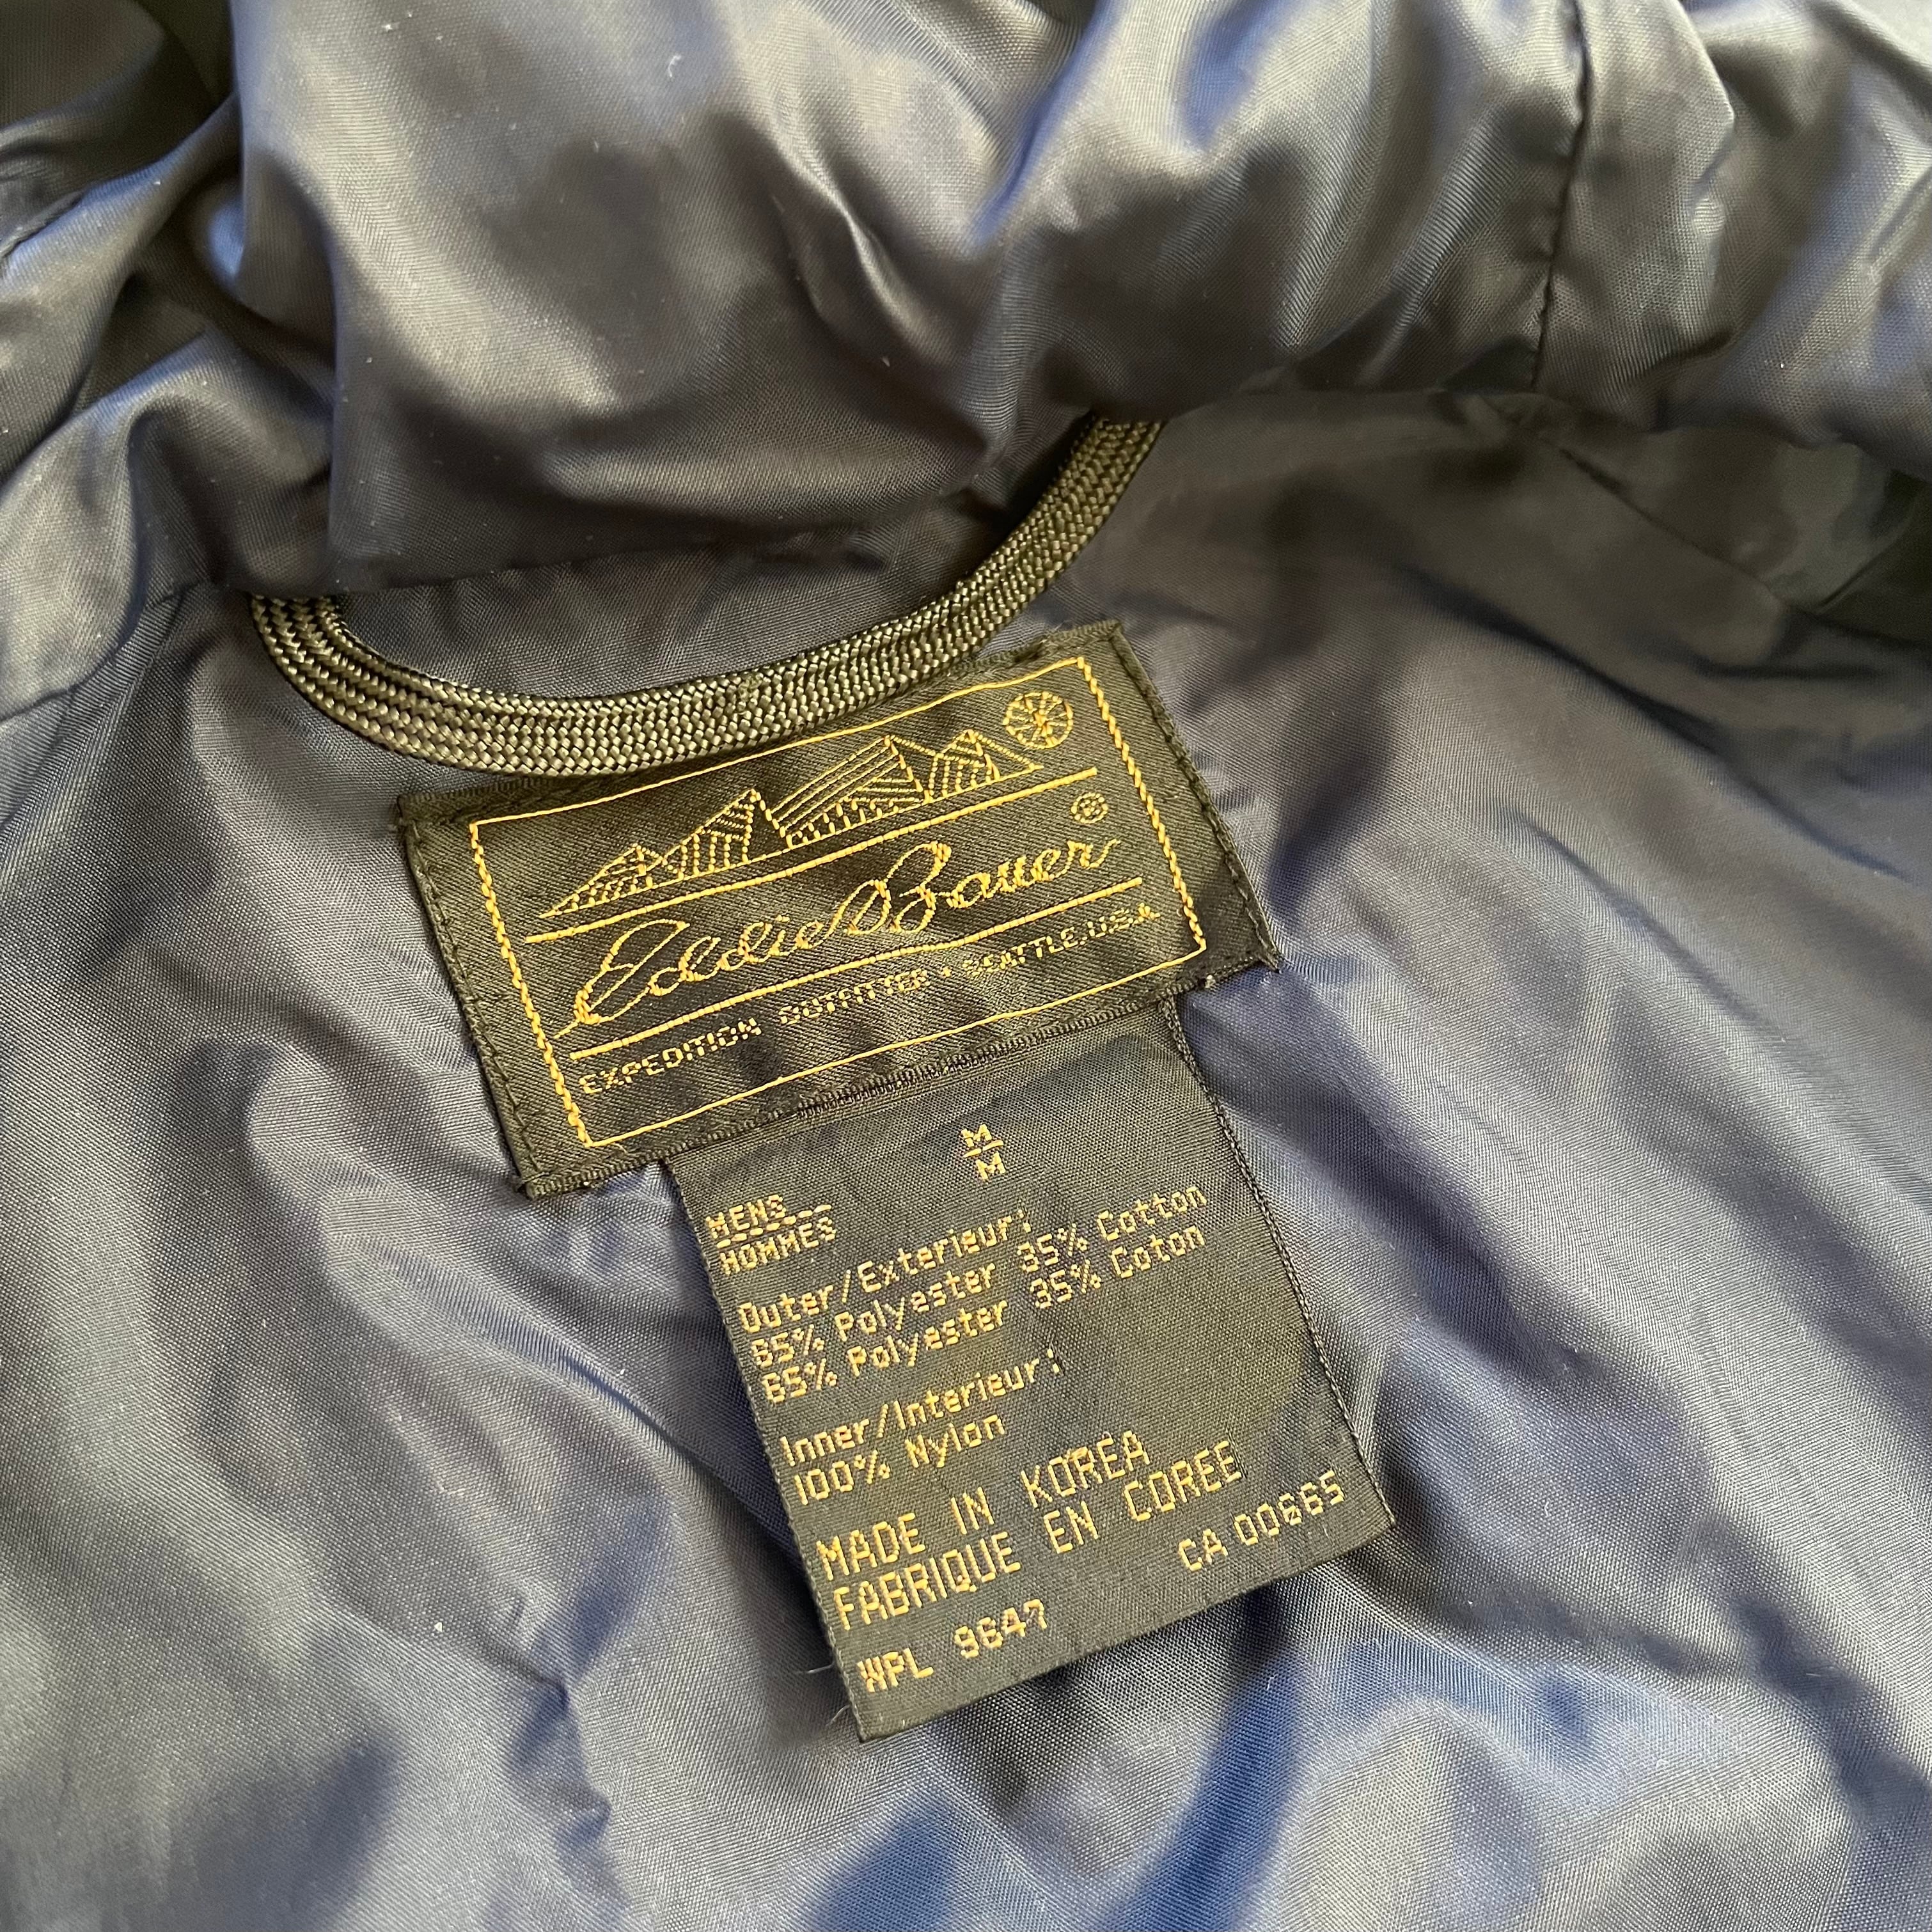 Eddie Bauer ®
EXPEDITION OUTFITTER • SEATTLE, U.S.A.
M
M
MENS
HOMMES
Outer/Exterieur:
65% Polyester 35% Cotton
65% Polyester 35% Coton
Inner/Interieur:
100% Nylon
MADE IN KOREA
FABRIQUE EN COREE
WPL 9647 CA 00665